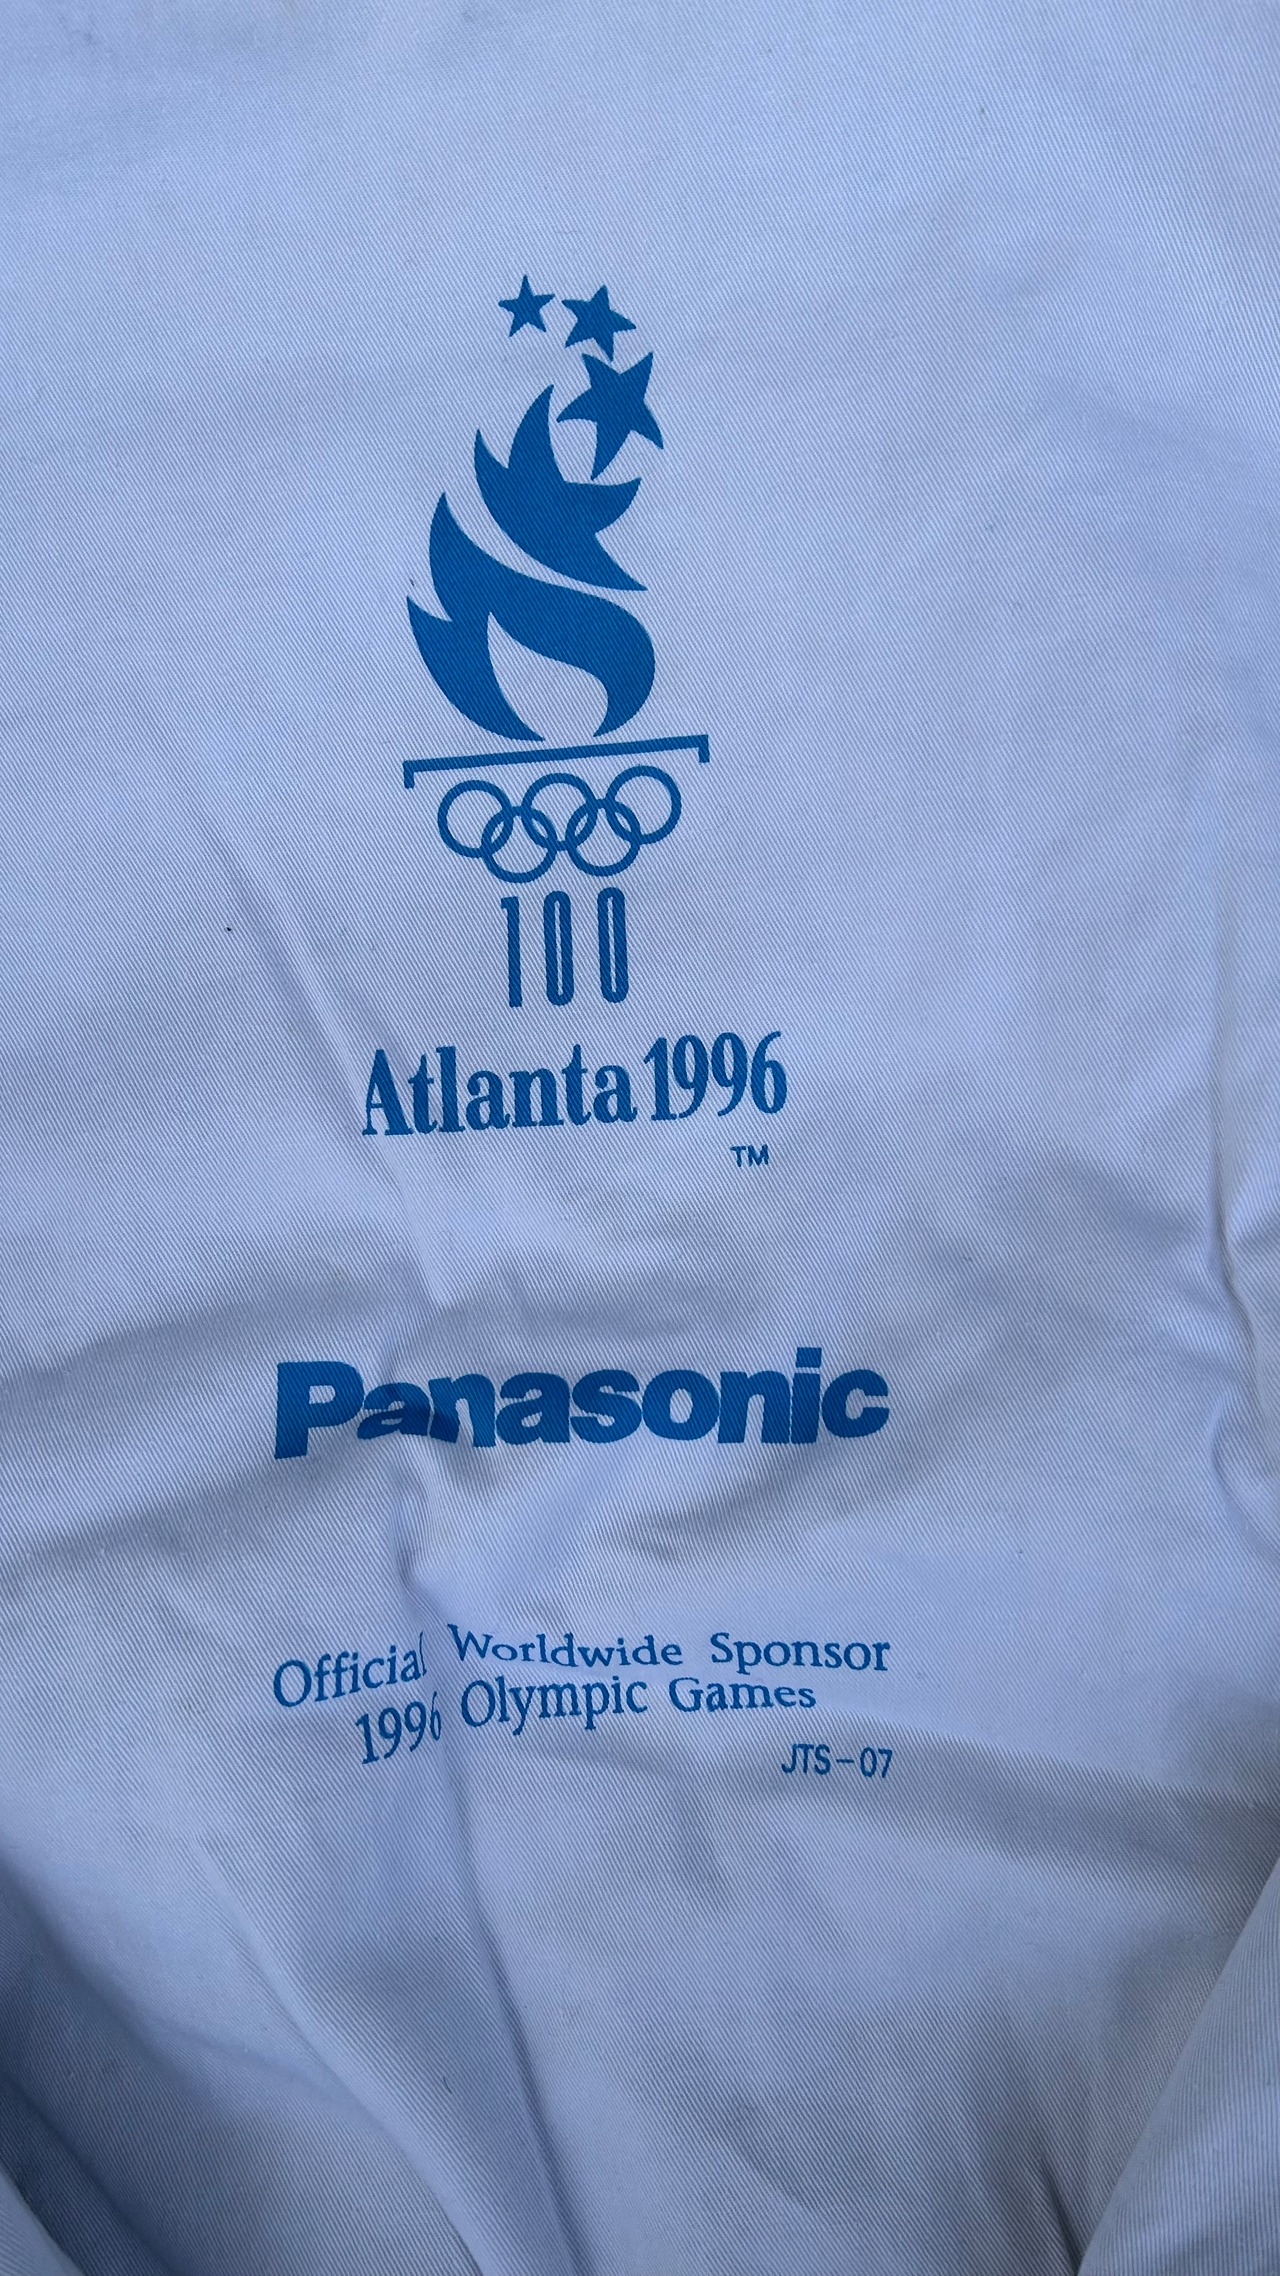 100
Atlanta 1996
TM
Panasonic
Official Worldwide Sponsor
1996 Olympic Games
JTS-07